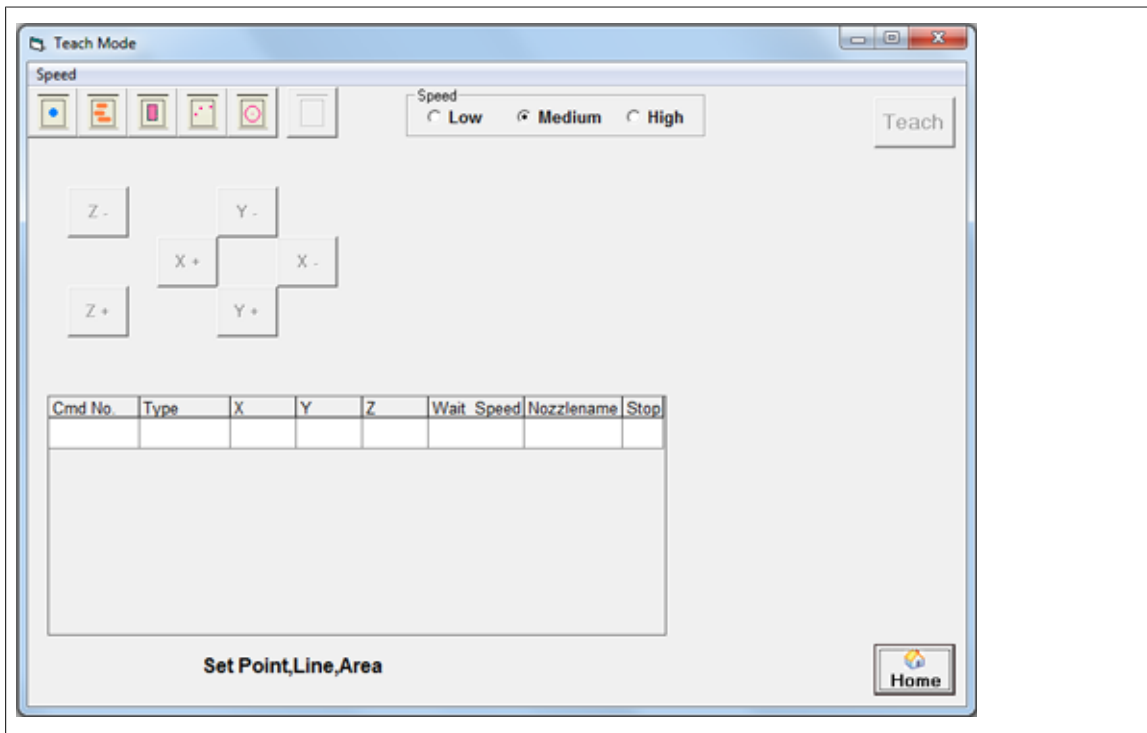 Teach Mode
Speed
Speed
Low Medium High
Teach
Z - Y -
X + X -
Z + Y +
Cmd No. Type X Y Z Wait Speed Nozzlename Stop
Set Point,Line,Area
Home